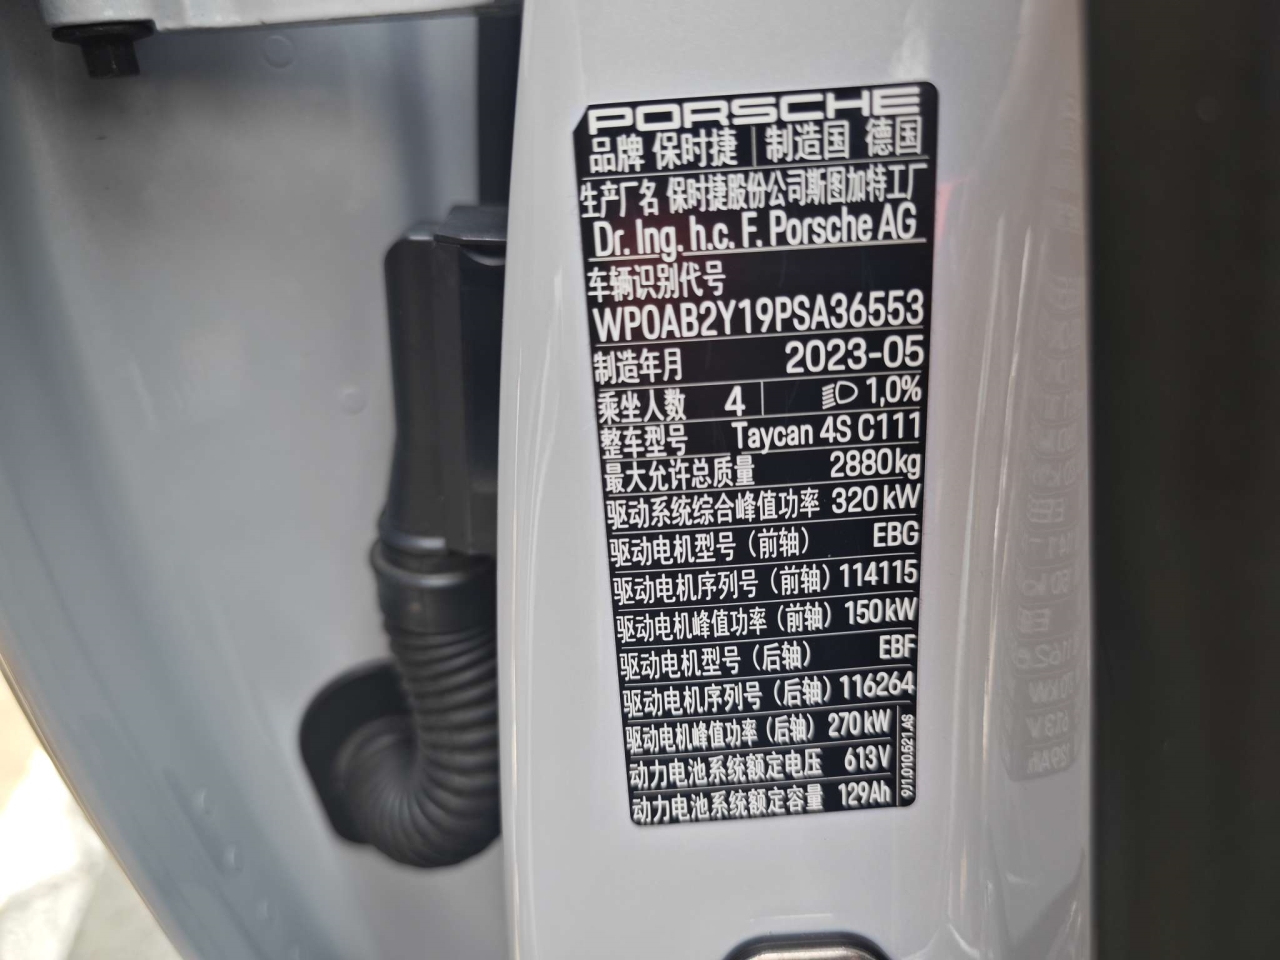 PORSCHE
品牌 保时捷 制造国 德国
生产厂名 保时捷股份公司斯图加特工厂
Dr. Ing. h.c. F. Porsche AG
车辆识别代号
WP0AB2Y19PSA36553
制造年月 2023-05
乘坐人数 4 1,0%
整车型号 Taycan 4S C111
最大允许总质量 2880kg
驱动系统综合峰值功率 320 kW
驱动电机型号（前轴） EBG
驱动电机序列号（前轴）114115
驱动电机峰值功率（前轴）150kW
驱动电机型号（后轴） EBF
驱动电机序列号（后轴）116264
驱动电机峰值功率（后轴）270kW
动力电池系统额定电压 613V
动力电池系统额定容量 129Ah
9J1.010.521.AS